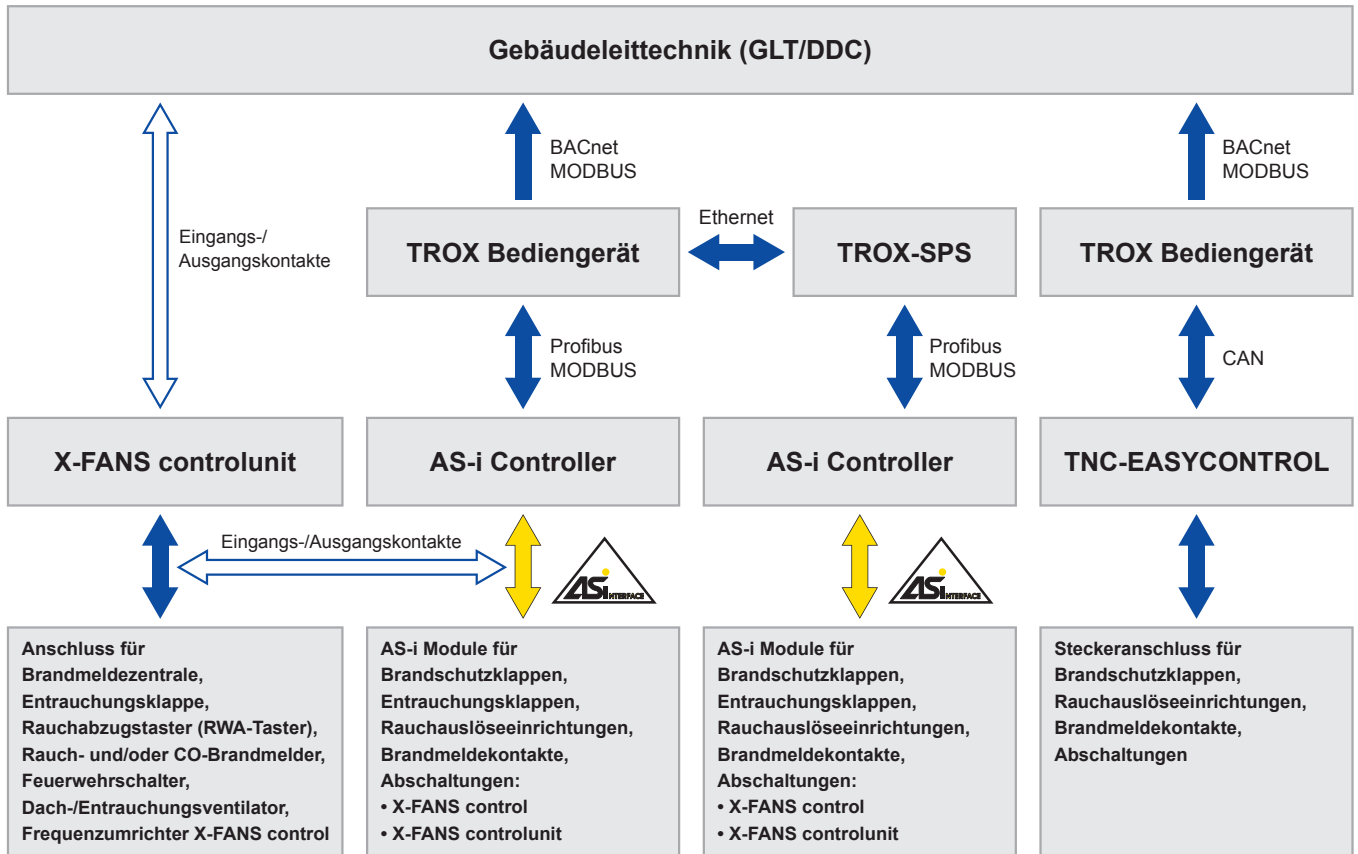 Gebäudeleittechnik (GLT/DDC)
Eingangs-/
Ausgangskontakte
BACnet
MODBUS
BACnet
MODBUS
TROX Bediengerät
Ethernet
TROX-SPS
TROX Bediengerät
Profibus
MODBUS
Profibus
MODBUS
CAN
X-FANS controlunit
AS-i Controller
AS-i Controller
TNC-EASYCONTROL
Eingangs-/Ausgangskontakte
ASi INTERFACE
ASi INTERFACE
Anschluss für
Brandmeldezentrale,
Entrauchungsklappe,
Rauchabzugstaster (RWA-Taster),
Rauch- und/oder CO-Brandmelder,
Feuerwehrschalter,
Dach-/Entrauchungsventilator,
Frequenzumrichter X-FANS control
AS-i Module für
Brandschutzklappen,
Entrauchungsklappen,
Rauchauslöseeinrichtungen,
Brandmeldekontakte,
Abschaltungen:
• X-FANS control
• X-FANS controlunit
AS-i Module für
Brandschutzklappen,
Entrauchungsklappen,
Rauchauslöseeinrichtungen,
Brandmeldekontakte,
Abschaltungen:
• X-FANS control
• X-FANS controlunit
Steckeranschluss für
Brandschutzklappen,
Rauchauslöseeinrichtungen,
Brandmeldekontakte,
Abschaltungen